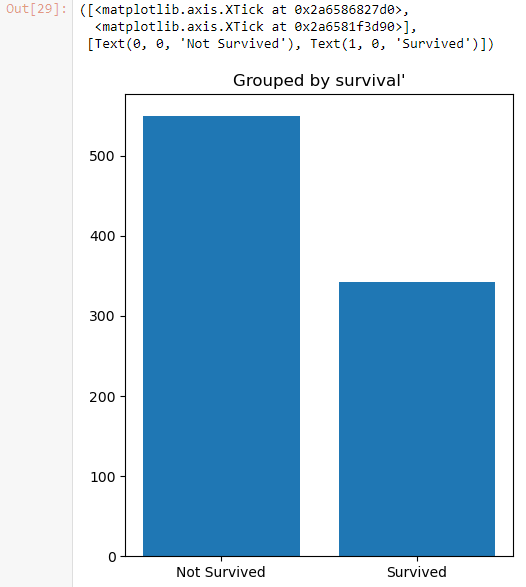 Out[29]: ([<matplotlib.axis.XTick at 0x2a6586827d0>,
<matplotlib.axis.XTick at 0x2a6581f3d90>],
[Text(0, 0, 'Not Survived'), Text(1, 0, 'Survived')])
Grouped by survival'
500
400
300
200
100
0
Not Survived Survived